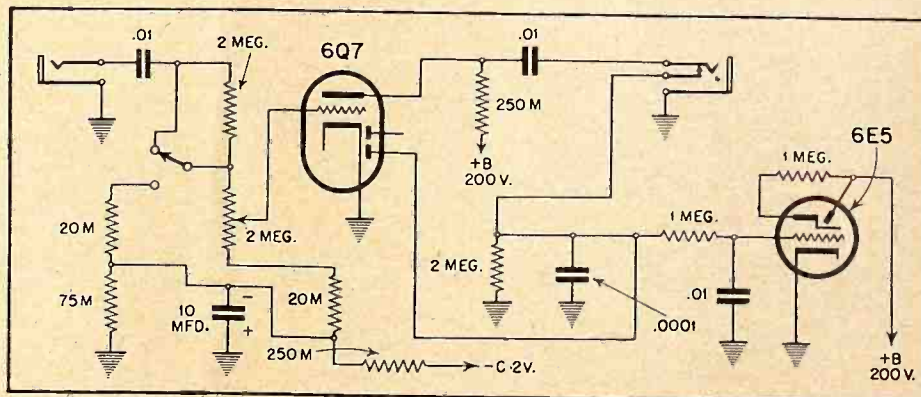 .01
2 MEG.
6Q7
.01
250 M
+B
200 V.
6E5
1 MEG.
20 M
2 MEG.
1 MEG.
75 M
10
MFD.
−
+
20 M
250 M
−C-2V.
2 MEG.
.0001
.01
+B
200 V.